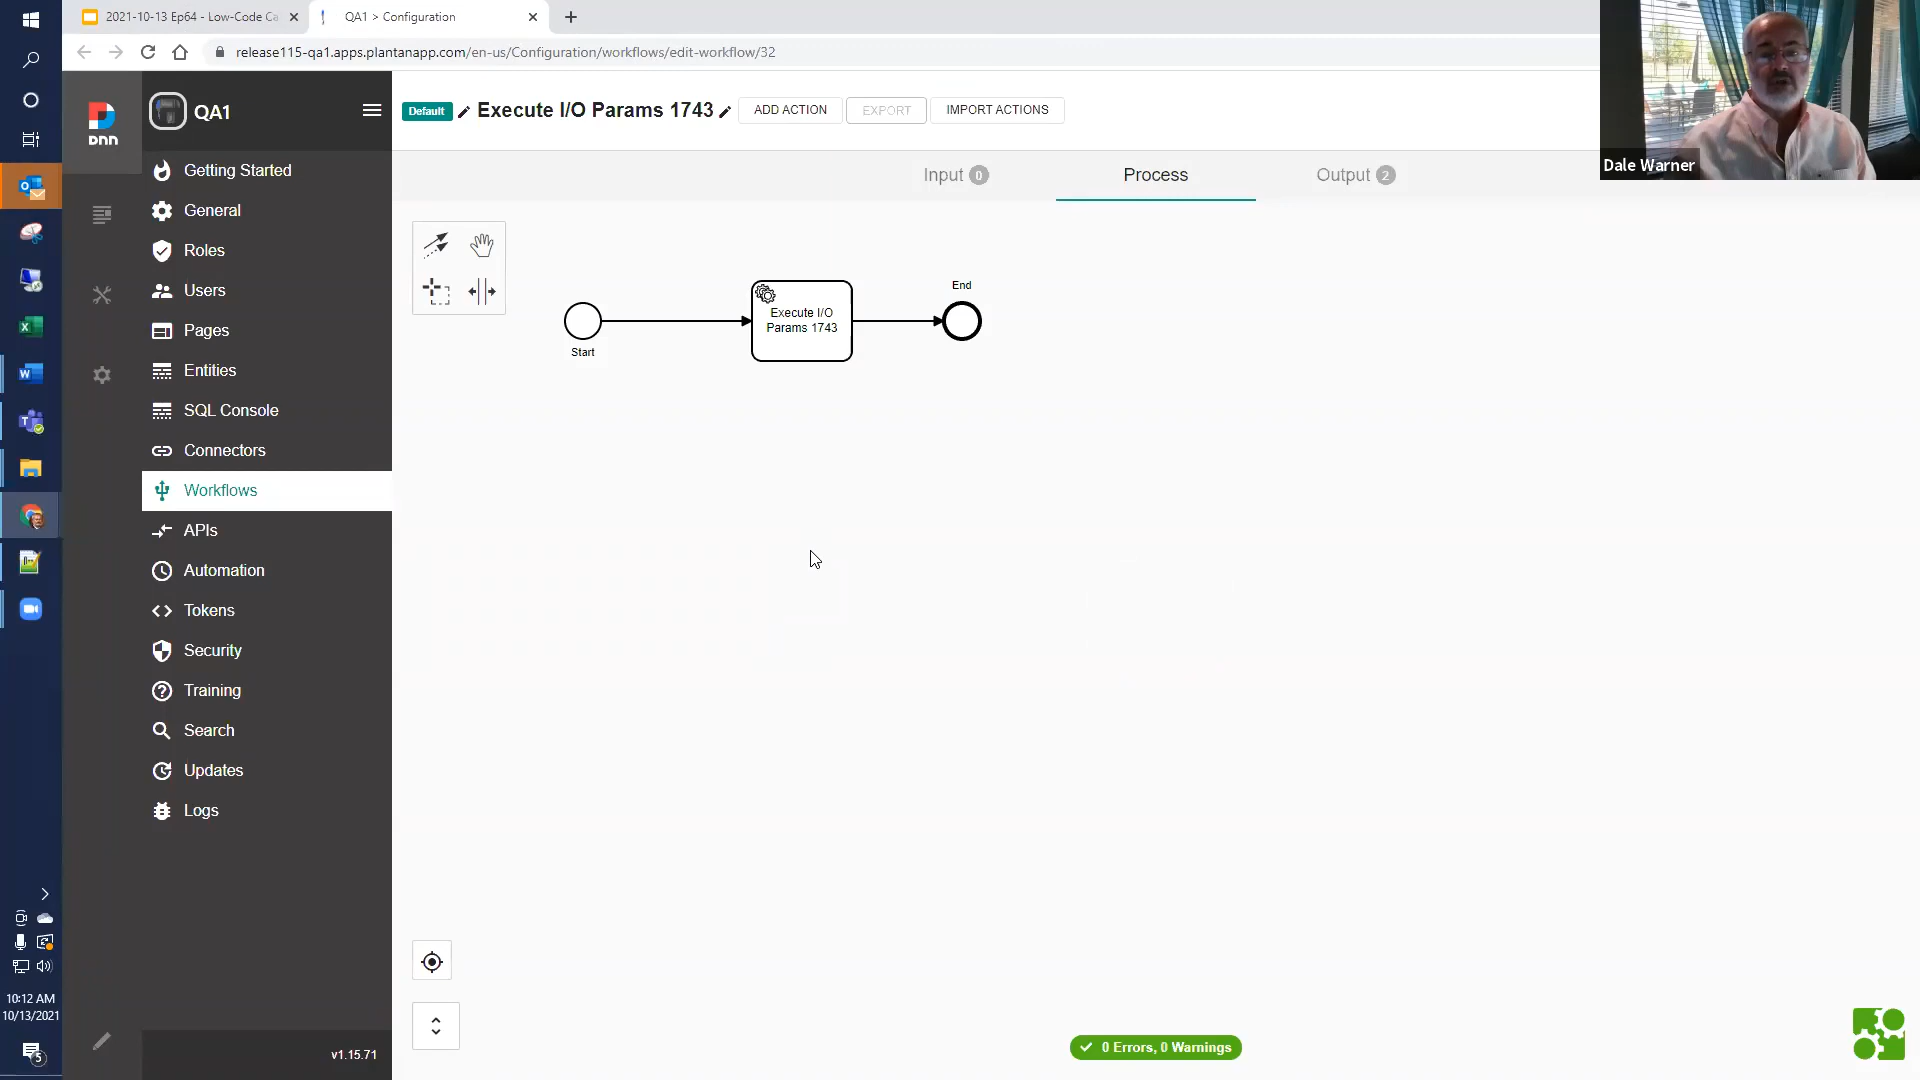 2021-10-13 Ep64 - Low-Code Ca
QA1 > Configuration
release115-qa1.apps.plantanapp.com/en-us/Configuration/workflows/edit-workflow/32
Dale Warner
DNN
QA1
Default
Execute I/O Params 1743
ADD ACTION
EXPORT
IMPORT ACTIONS
Input 0
Process
Output 2
Getting Started
General
Roles
Users
Pages
Entities
SQL Console
Connectors
Workflows
APIs
Automation
Tokens
Security
Training
Search
Updates
Logs
v1.15.71
Start
Execute I/O
Params 1743
End
0 Errors, 0 Warnings
10:12 AM
10/13/2021
5